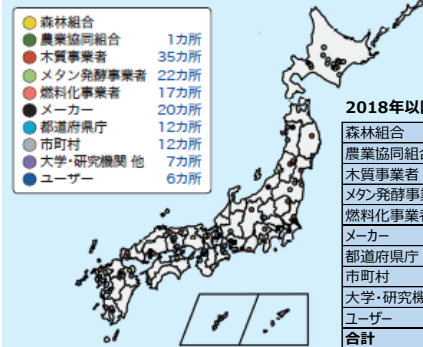 森林組合
農業協同組合 1カ所
木質事業者 35カ所
メタン発酵事業者 22カ所
燃料化事業者 17カ所
メーカー 20カ所
都道府県庁 12カ所
市町村 12カ所
大学・研究機関 他 7カ所
ユーザー 6カ所
2018年以
森林組合
農業協同組合
木質事業者
メタン発酵事業
燃料化事業者
メーカー
都道府県庁
市町村
大学・研究機
ユーザー
合計